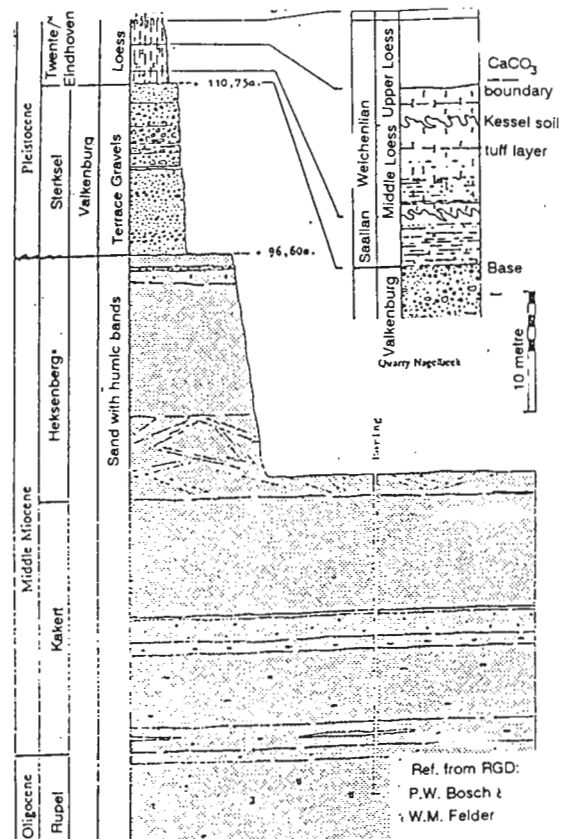 Pleistocene
Middle Miocene
Oligocene
Twente/
Eindhoven
Sterksel
Heksenberg
Kakert
Rupel
Valkenburg
Loess
Terrace Gravels
Sand with humic bands
110,75m.
96,60m.
Boring
Saalian
Weichenlian
Valkenburg
Middle Loess
Upper Loess
CaCO₃
boundary
Kessel soil
tuff layer
Base
Quarry Nagelbeek
10 metre
Ref. from RGD:
P.W. Bosch &
W.M. Felder